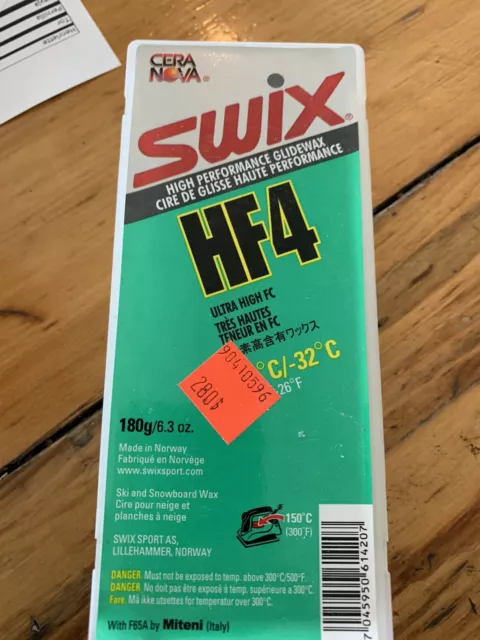 CERA
NOVA®
SWIX®
HIGH PERFORMANCE GLIDEWAX
CIRE DE GLISSE HAUTE PERFORMANCE
HF4
ULTRA HIGH FC
TRÈS HAUTES
TENEUR EN FC
素高含有ワックス
°C/-32°C
26°F
90410596
280$
180g/6.3 oz.
Made in Norway
Fabriqué en Norvège
www.swixsport.com
Ski and Snowboard Wax
Cire pour neige et
planches à neige
150°C
(300°F)
SWIX SPORT AS,
LILLEHAMMER, NORWAY
DANGER. Must not be exposed to temp. above 300°C/500°F.
DANGER. No doit pas être exposé à temp. supérieure a 300°C.
Fare. Må ikke utsettes for temperatur over 300°C.
With F65A by Miteni (Italy)
7045950614207